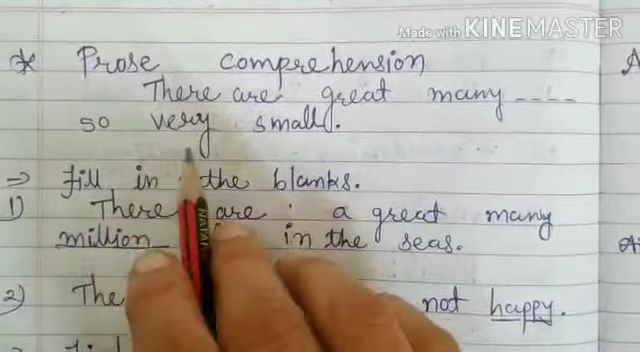 Made with KINEMASTER
* Prose comprehension
There are great many ----
so very small.
⇒ Fill in the blanks.
1) There are a great many
million in the seas.
2) The not happy.